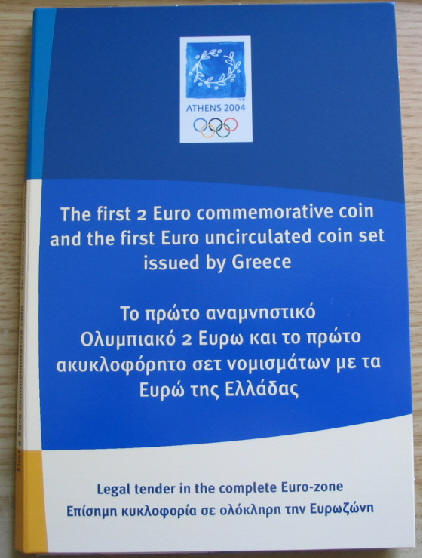 ATHENS 2004
The first 2 Euro commemorative coin
and the first Euro uncirculated coin set
issued by Greece
Το πρώτο αναμνηστικό
Ολυμπιακό 2 Ευρω και το πρώτο
ακυκλοφόρητο σετ νομισμάτων με τα
Ευρώ της Ελλάδας
Legal tender in the complete Euro-zone
Επίσημη κυκλοφορία σε ολόκληρη την Ευρωζώνη